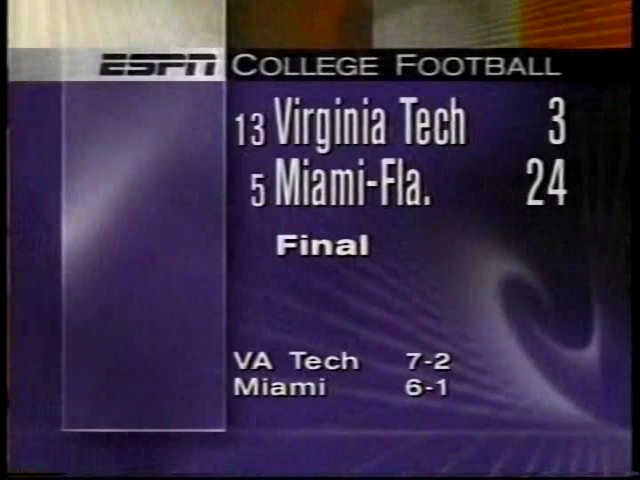 ESPN COLLEGE FOOTBALL
13 Virginia Tech 3
5 Miami-Fla. 24
Final
VA Tech 7-2
Miami 6-1